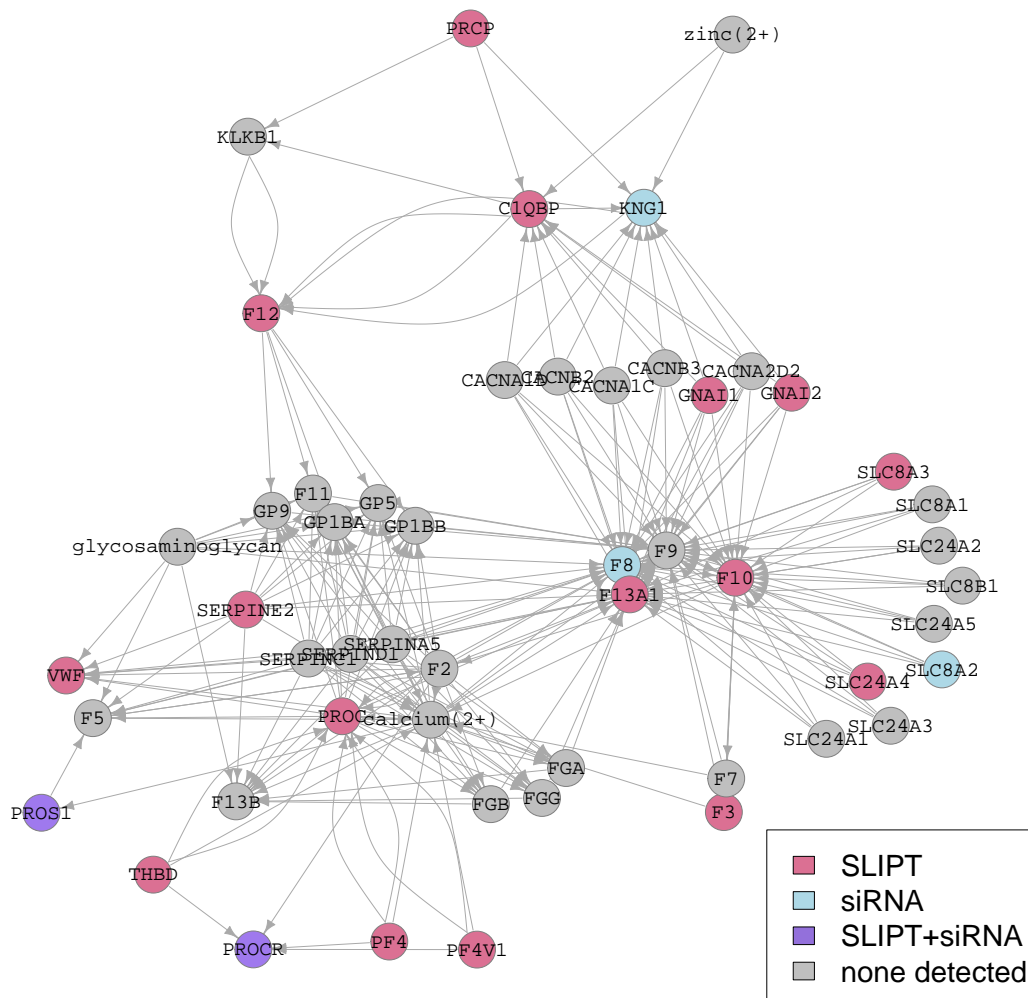 PRCP
zinc(2+)
KLKB1
C1QBP
KNG1
F12
CACNB3
CACNA2D2
CACNA1D
CACNB2
CACNA1C
GNAI1
GNAI2
SLC8A3
F11
GP5
GP9
GP1BA
GP1BB
SLC8A1
glycosaminoglycan
F9
SLC24A2
F8
F10
SLC8B1
F13A1
SERPINE2
SLC24A5
SERPINA5
SERPIND1
SERPINC1
F2
VWF
SLC8A2
SLC24A4
F5
PROC
calcium(2+)
SLC24A3
SLC24A1
FGA
F7
FGG
FGB
F13B
PROS1
F3
THBD
PROCR
PF4
PF4V1
SLIPT
siRNA
SLIPT+siRNA
none detected